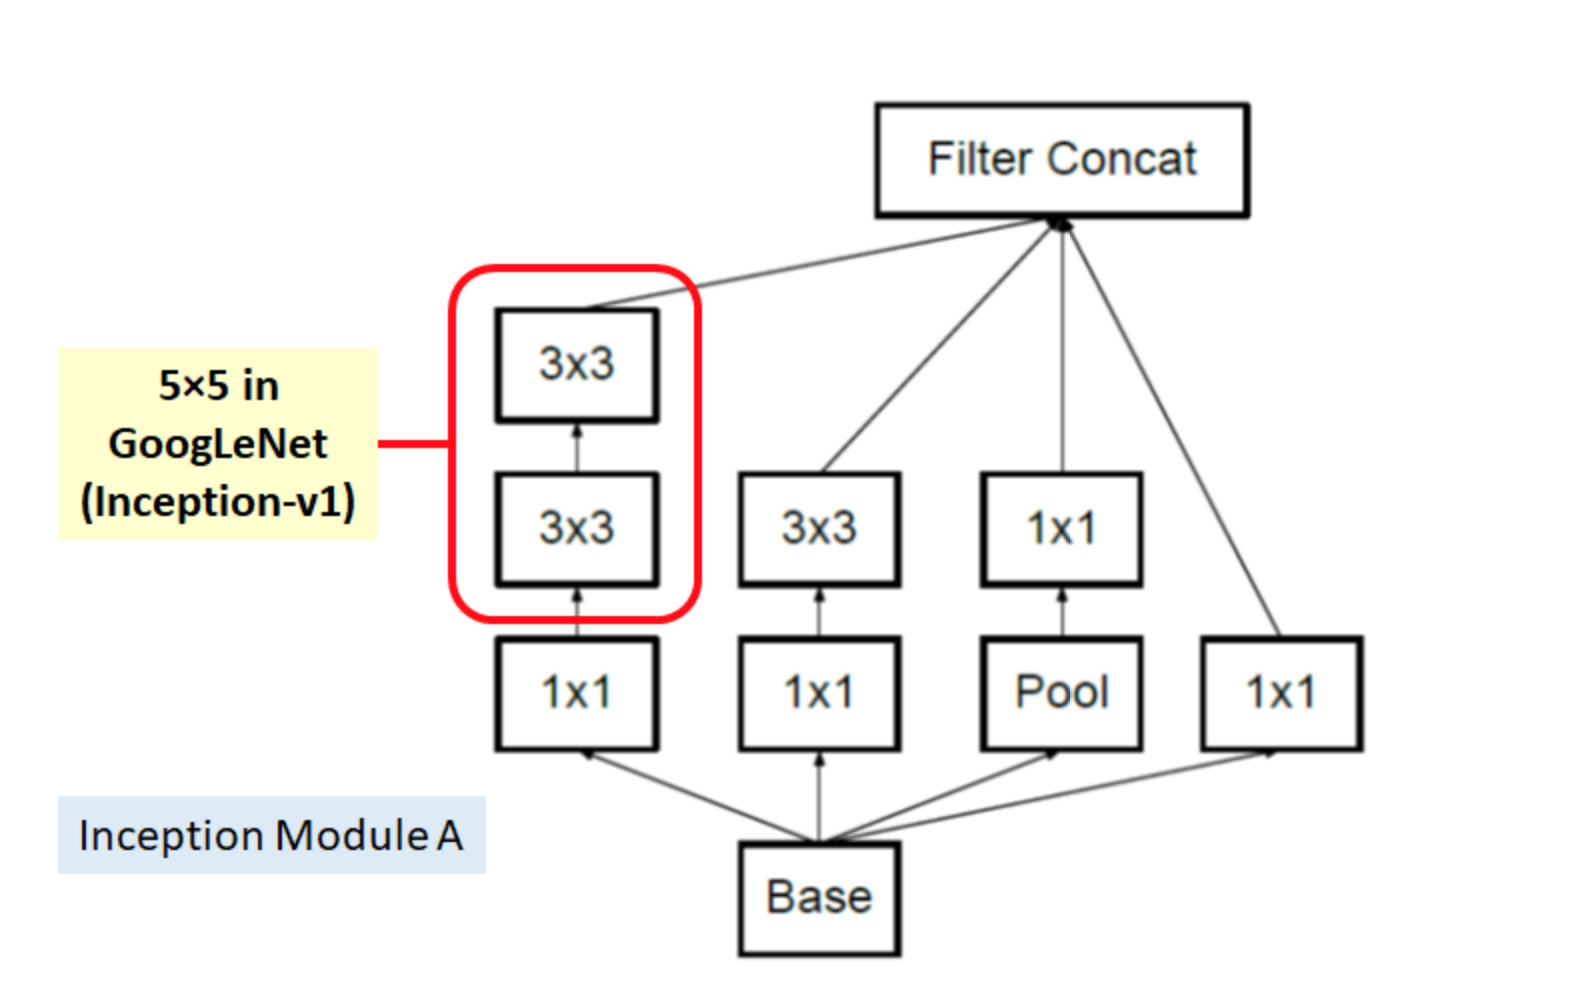 Filter Concat
3x3
5×5 in
GoogLeNet
(Inception-v1)
3x3
3x3
1x1
1x1
1x1
Pool
1x1
Inception Module A
Base